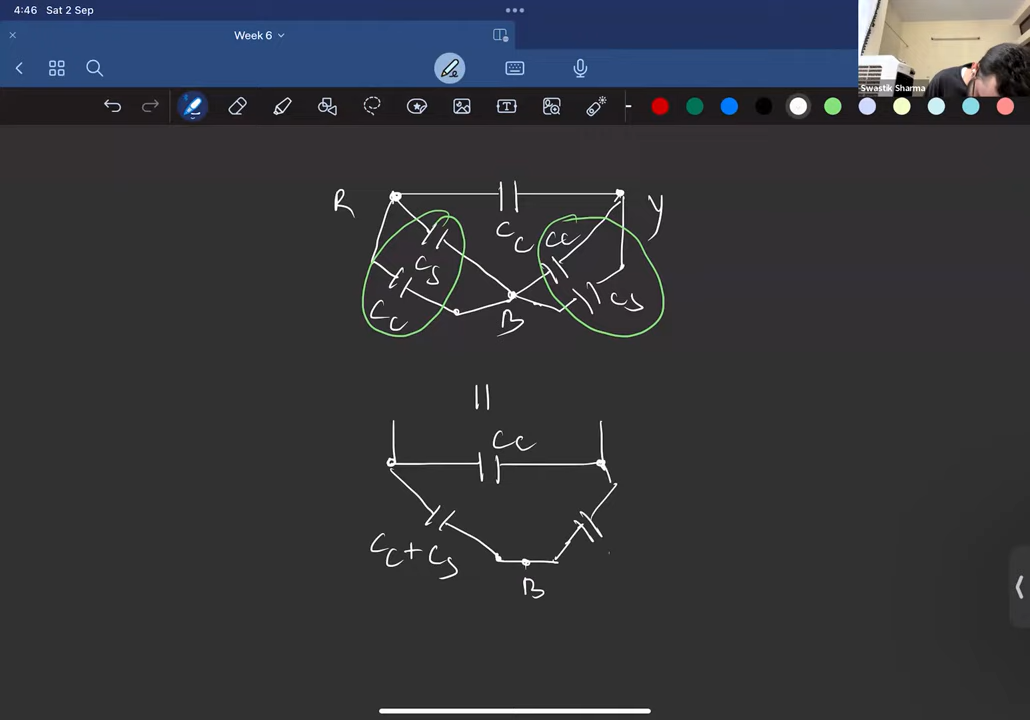 4:46 Sat 2 Sep
Week 6
Swastik Sharma
R
Y
Cc
Cc
Cs
Cs
Cc
B
Cc
Cc + Cs
B